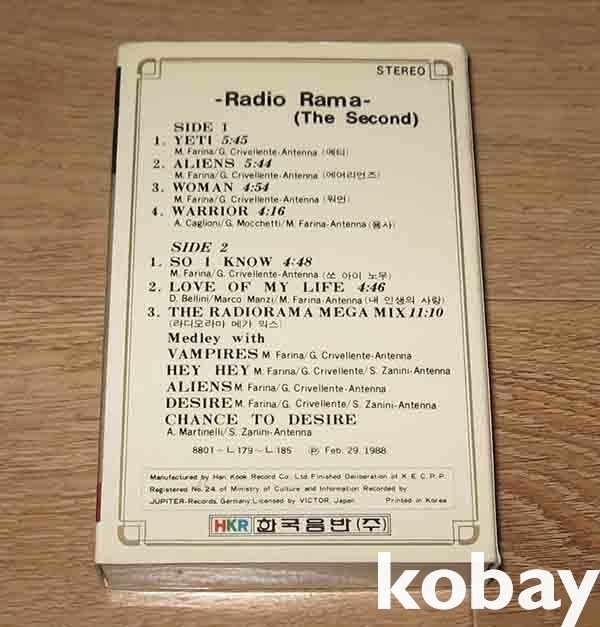 STEREO
-Radio Rama-
(The Second)
SIDE 1
1. YETI 5:45
M. Farina/G. Crivellente-Antenna (예티)
2. ALIENS 5:44
M. Farina/G. Crivellente-Antenna (에어리언즈)
3. WOMAN 4:54
M. Farina/G. Crivellente-Antenna (워먼)
4. WARRIOR 4:16
A. Caglioni/G. Mocchetti/M. Farina-Antenna (용사)
SIDE 2
1. SO I KNOW 4:48
M. Farina/G. Crivellente-Antenna (쏘 아이 노우)
2. LOVE OF MY LIFE 4:46
D. Bellini/Marco Manzi/M. Farina-Antenna (내 인생의 사랑)
3. THE RADIORAMA MEGA MIX 11:10
(라디오라마 메가 믹스)
Medley with
VAMPIRES M. Farina/G. Crivellente-Antenna
HEY HEY M. Farina/G. Crivellente/S. Zanini-Antenna
ALIENS M. Farina/G. Crivellente-Antenna
DESIRE M. Farina/G. Crivellente/S. Zanini-Antenna
CHANCE TO DESIRE
A. Martinelli/S. Zanini-Antenna
8801-L-179~L-185 ℗ Feb. 29, 1988
Manufactured by Han Kook Record Co., Ltd Finished Deliberation of K.E.C.P.P.
Registered No.24 of Ministry of Culture and Information Recorded by
JUPITER-Records, Germany, Licensed by VICTOR, Japan. Printed in Korea
HKR 한국음반(주)
kobay